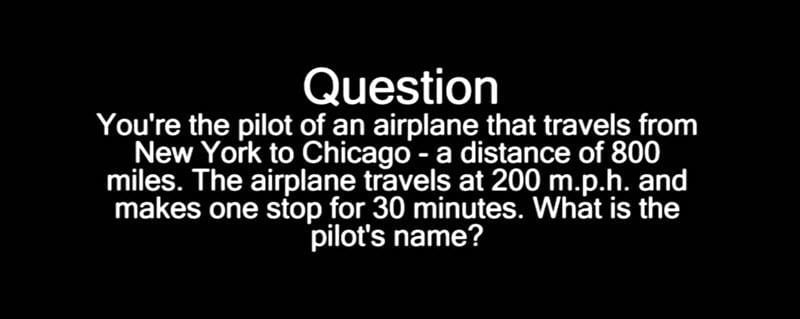 Question
You're the pilot of an airplane that travels from
New York to Chicago - a distance of 800
miles. The airplane travels at 200 m.p.h. and
makes one stop for 30 minutes. What is the
pilot's name?